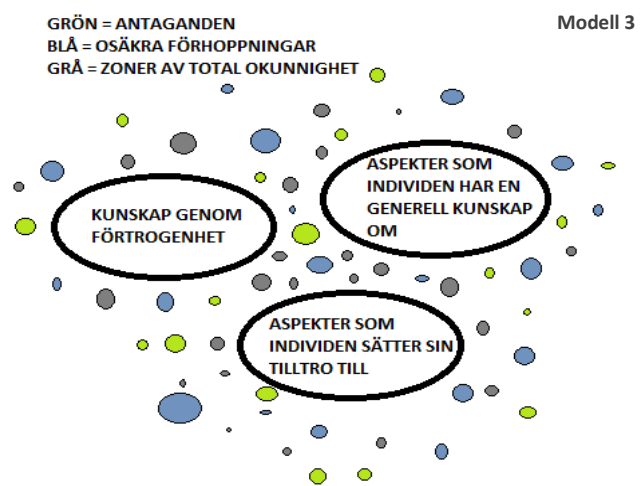 GRÖN = ANTAGANDEN
BLÅ = OSÄKRA FÖRHOPPNINGAR
GRÅ = ZONER AV TOTAL OKUNNIGHET
Modell 3
ASPEKTER SOM
INDIVIDEN HAR EN
GENERELL KUNSKAP
OM
KUNSKAP GENOM
FÖRTROGENHET
ASPEKTER SOM
INDIVIDEN SÄTTER SIN
TILLTRO TILL